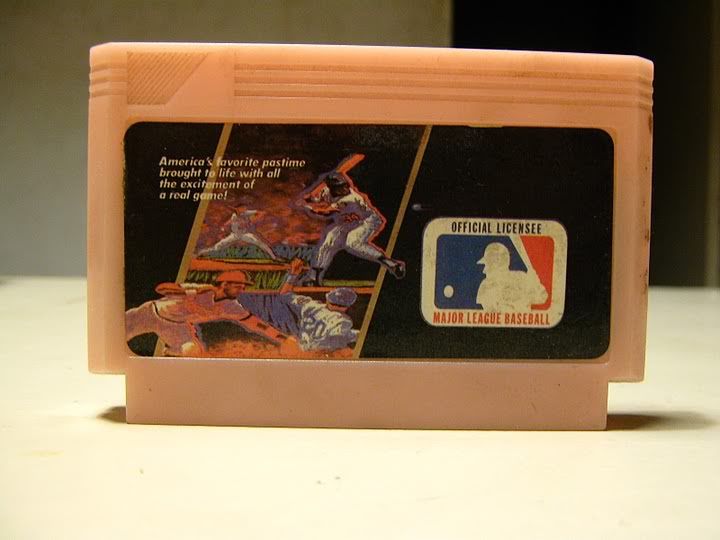 America's favorite pastime
brought to life with all
the excitement of
a real game!
OFFICIAL LICENSEE
MAJOR LEAGUE BASEBALL